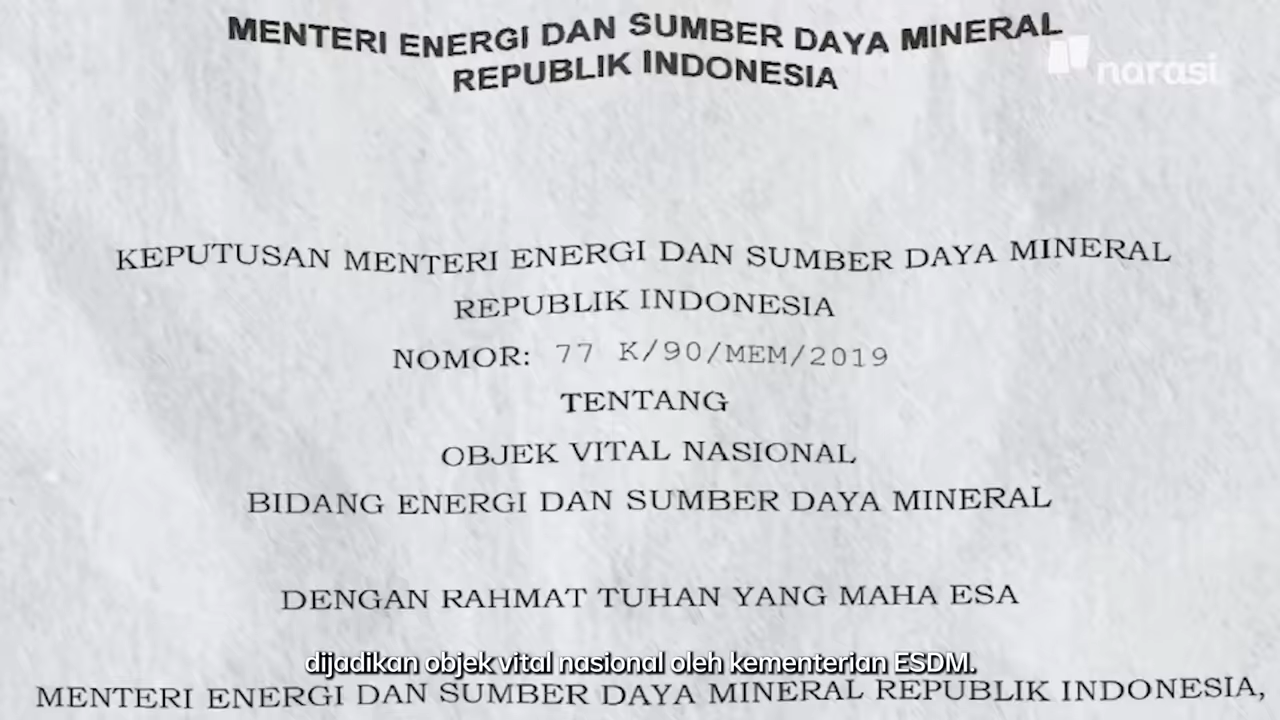 MENTERI ENERGI DAN SUMBER DAYA MINERAL
REPUBLIK INDONESIA
narasi
KEPUTUSAN MENTERI ENERGI DAN SUMBER DAYA MINERAL
REPUBLIK INDONESIA
NOMOR: 77 K/90/MEM/2019
TENTANG
OBJEK VITAL NASIONAL
BIDANG ENERGI DAN SUMBER DAYA MINERAL
DENGAN RAHMAT TUHAN YANG MAHA ESA
dijadikan objek vital nasional oleh kementerian ESDM.
MENTERI ENERGI DAN SUMBER DAYA MINERAL REPUBLIK INDONESIA,